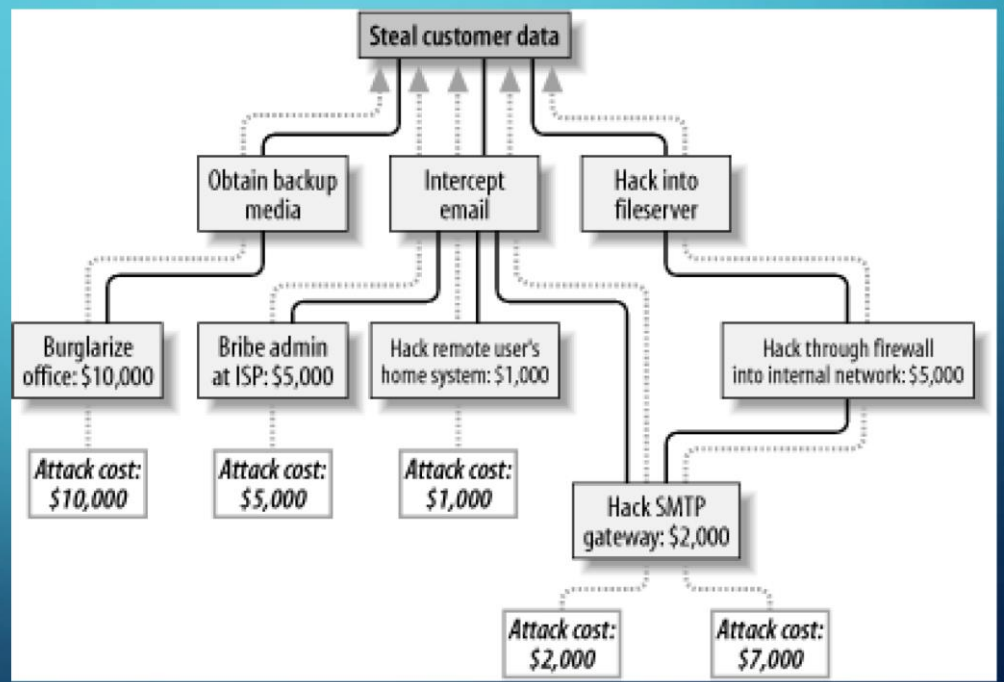 Steal customer data
Obtain backup
media
Intercept
email
Hack into
fileserver
Burglarize
office: $10,000
Bribe admin
at ISP: $5,000
Hack remote user's
home system: $1,000
Hack through firewall
into internal network: $5,000
Attack cost:
$10,000
Attack cost:
$5,000
Attack cost:
$1,000
Hack SMTP
gateway: $2,000
Attack cost:
$2,000
Attack cost:
$7,000